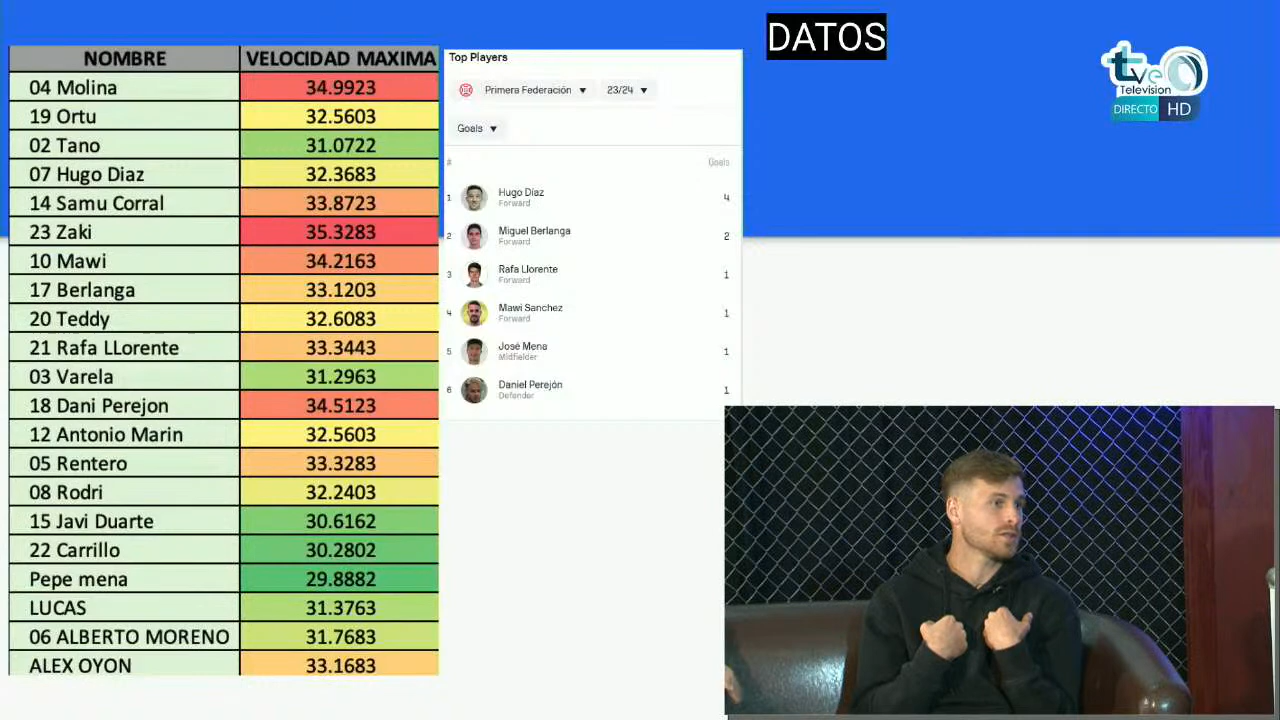 DATOS
tve
Televisión
DIRECTO HD
NOMBRE VELOCIDAD MAXIMA
04 Molina 34.9923
19 Ortu 32.5603
02 Tano 31.0722
07 Hugo Diaz 32.3683
14 Samu Corral 33.8723
23 Zaki 35.3283
10 Mawi 34.2163
17 Berlanga 33.1203
20 Teddy 32.6083
21 Rafa LLorente 33.3443
03 Varela 31.2963
18 Dani Perejon 34.5123
12 Antonio Marin 32.5603
05 Rentero 33.3283
08 Rodri 32.2403
15 Javi Duarte 30.6162
22 Carrillo 30.2802
Pepe mena 29.8882
LUCAS 31.3763
06 ALBERTO MORENO 31.7683
ALEX OYON 33.1683
Top Players
Primera Federación 23/24
Goals
# Goals
1 Hugo Díaz 4
Forward
2 Miguel Berlanga 2
Forward
3 Rafa Llorente 1
Forward
4 Mawi Sanchez 1
Forward
5 José Mena 1
Midfielder
6 Daniel Perejón 1
Defender